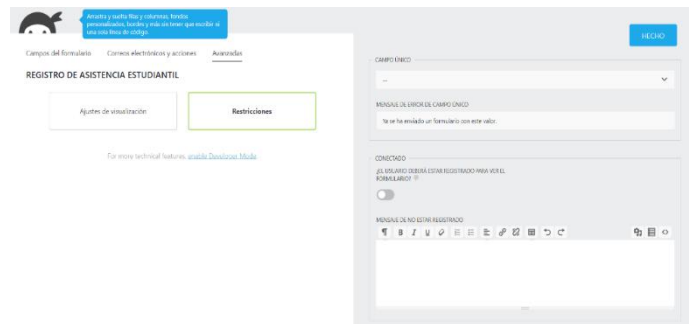 Arrastra y suelta filas y columnas, fondos
personalizados, bordes y más sin tener que escribir ni
una sola línea de código.
HECHO
Campos del formulario
Correos electrónicos y acciones
Avanzadas
REGISTRO DE ASISTENCIA ESTUDIANTIL
Ajustes de visualización
Restricciones
For more technical features, enable Developer Mode.
CAMPO ÚNICO
--
MENSAJE DE ERROR DE CAMPO ÚNICO
Ya se ha enviado un formulario con este valor.
CONECTADO
¿EL USUARIO DEBERÁ ESTAR REGISTRADO PARA VER EL
FORMULARIO?
MENSAJE DE NO ESTAR REGISTRADO